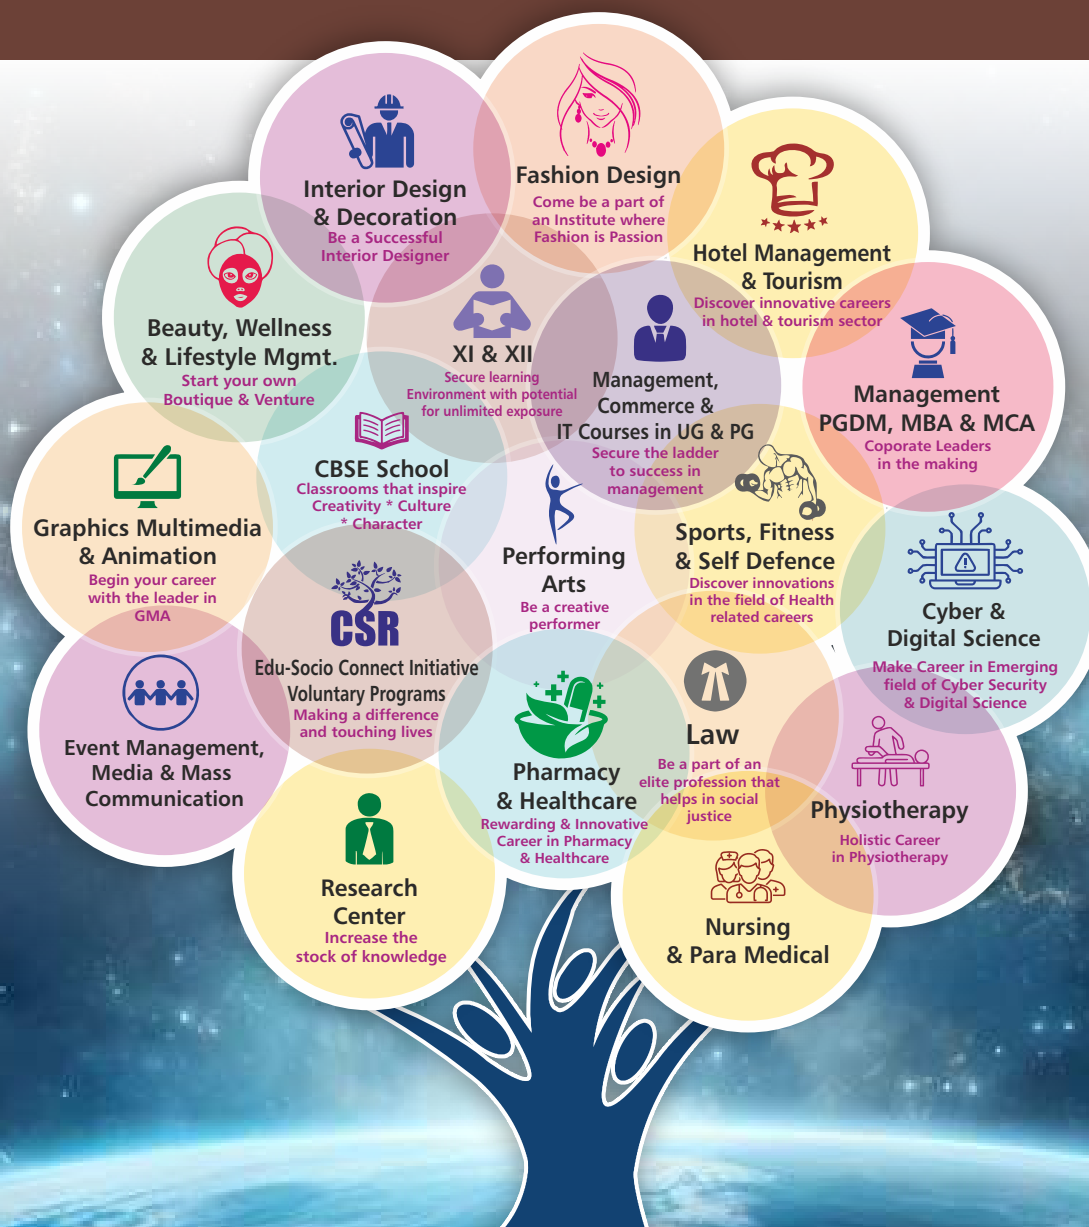 Interior Design
& Decoration
Be a Successful
Interior Designer
Fashion Design
Come be a part of
an Institute where
Fashion is Passion
Hotel Management
& Tourism
Discover innovative careers
in hotel & tourism sector
Beauty, Wellness
& Lifestyle Mgmt.
Start your own
Boutique & Venture
XI & XII
Secure learning
Environment with potential
for unlimited exposure
Management,
Commerce &
IT Courses in UG & PG
Secure the ladder
to success in
management
Management
PGDM, MBA & MCA
Coporate Leaders
in the making
Graphics Multimedia
& Animation
Begin your career
with the leader in
GMA
CBSE School
Classrooms that inspire
Creativity * Culture
* Character
Performing
Arts
Be a creative
performer
Sports, Fitness
& Self Defence
Discover innovations
in the field of Health
related careers
Cyber &
Digital Science
Make Career in Emerging
field of Cyber Security
& Digital Science
CSR
Edu-Socio Connect Initiative
Voluntary Programs
Making a difference
and touching lives
Event Management,
Media & Mass
Communication
Pharmacy
& Healthcare
Rewarding & Innovative
Career in Pharmacy
& Healthcare
Law
Be a part of an
elite profession that
helps in social
justice
Physiotherapy
Holistic Career
in Physiotherapy
Research
Center
Increase the
stock of knowledge
Nursing
& Para Medical